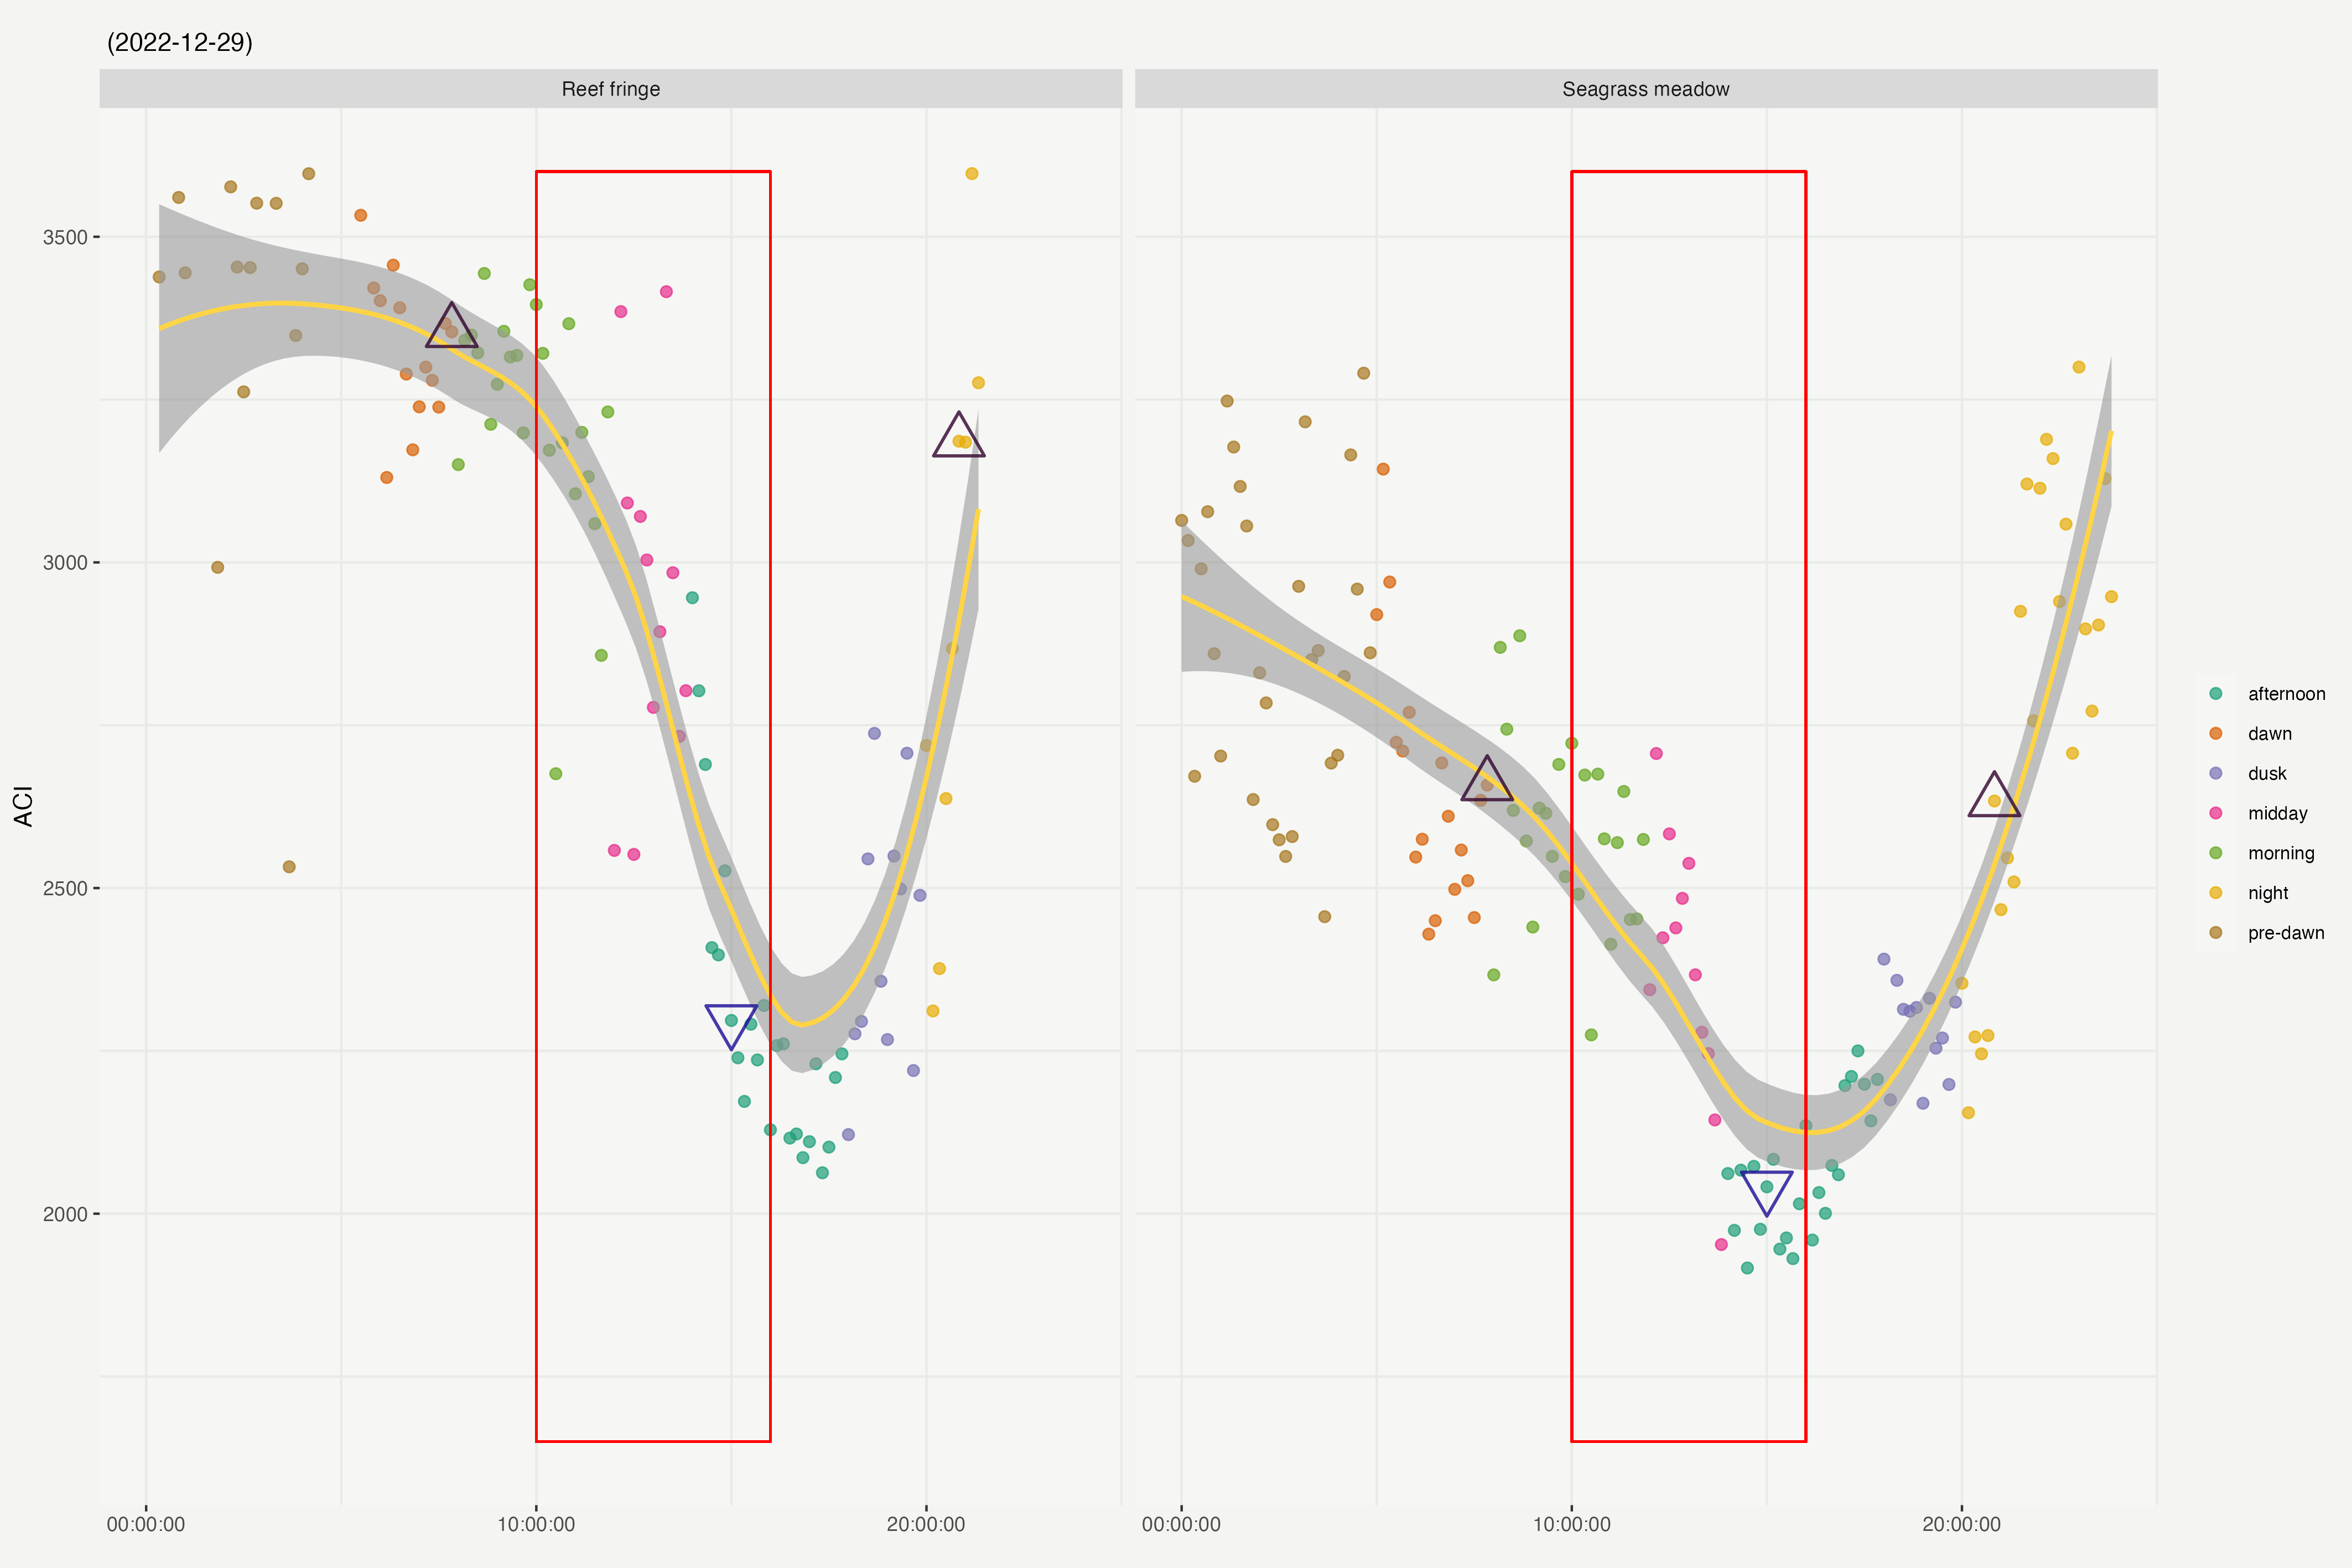 (2022-12-29)
Reef fringe
Seagrass meadow
ACI
3500
3000
2500
2000
00:00:00
10:00:00
20:00:00
00:00:00
10:00:00
20:00:00
afternoon
dawn
dusk
midday
morning
night
pre-dawn